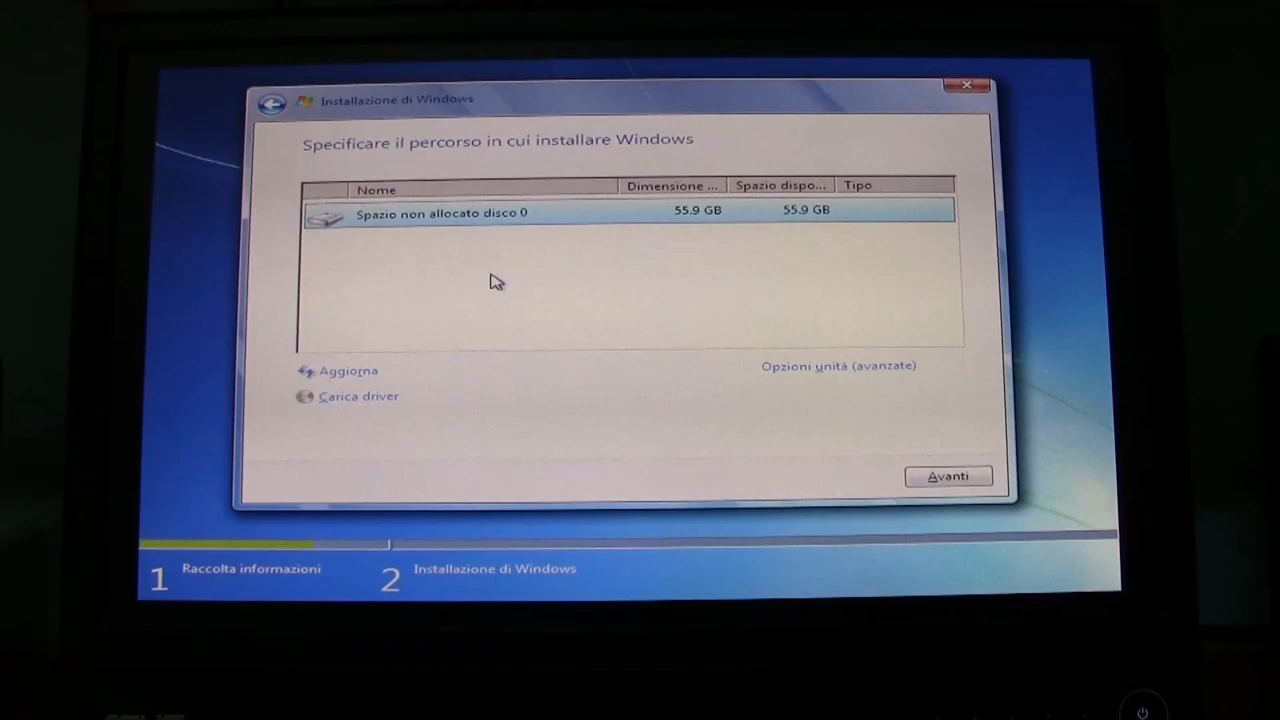 Installazione di Windows
Specificare il percorso in cui installare Windows
Nome Dimensione ... Spazio dispo... Tipo
Spazio non allocato disco 0 55.9 GB 55.9 GB
Aggiorna
Opzioni unità (avanzate)
Carica driver
Avanti
1 Raccolta informazioni
2 Installazione di Windows